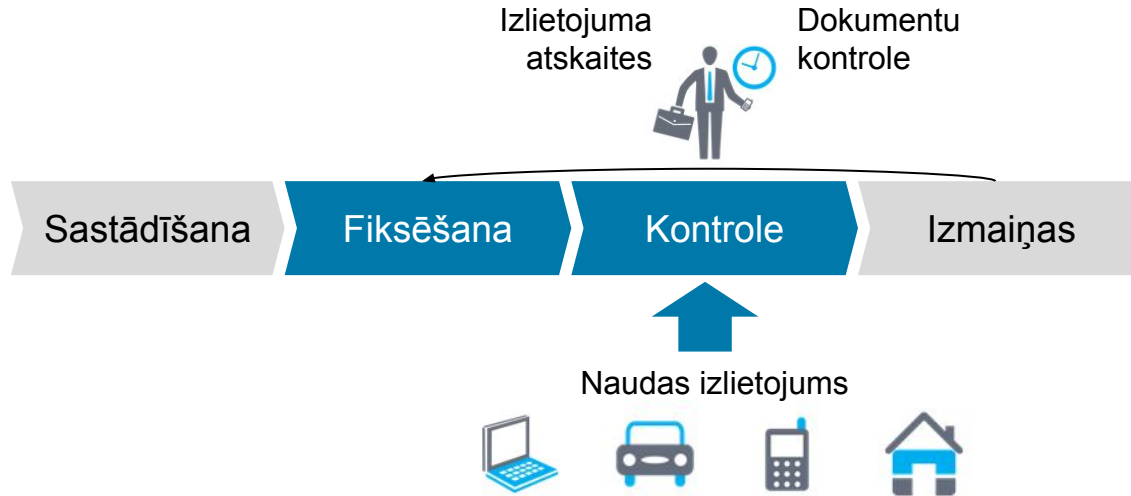 Izlietojuma
atskaites
Dokumentu
kontrole
Sastādīšana
Fiksēšana
Kontrole
Izmaiņas
Naudas izlietojums